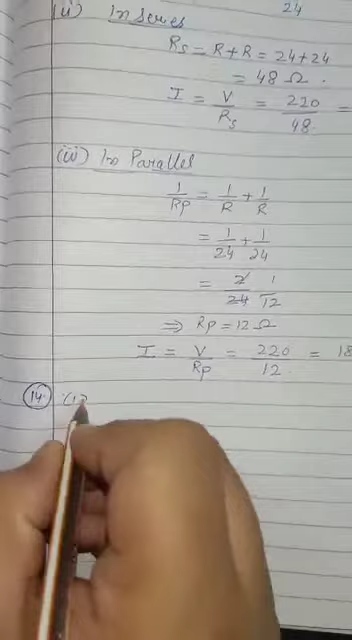 24
(ii) In Series
Rs = R + R = 24 + 24
= 48 Ω .
I = V/Rs = 220/48. =
(iii) In Parallel
1/Rp = 1/R + 1/R
= 1/24 + 1/24
= 2/24 1/12
⇒ Rp = 12 Ω
I = V/Rp = 220/12. = 18
14. (i)